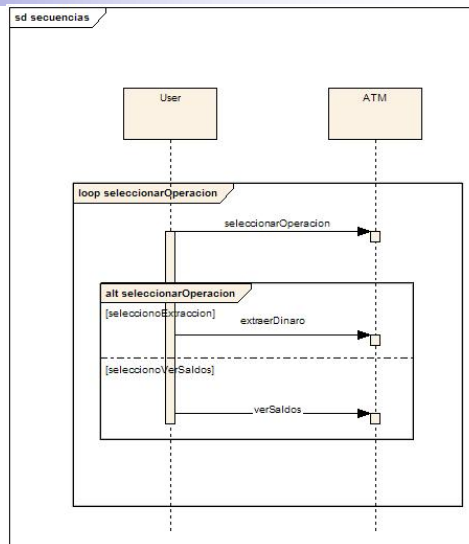 sd secuencias
User
ATM
loop seleccionarOperacion
seleccionarOperacion
alt seleccionarOperacion
[seleccionoExtraccion]
extraerDinaro
[seleccionoVerSaldos]
verSaldos